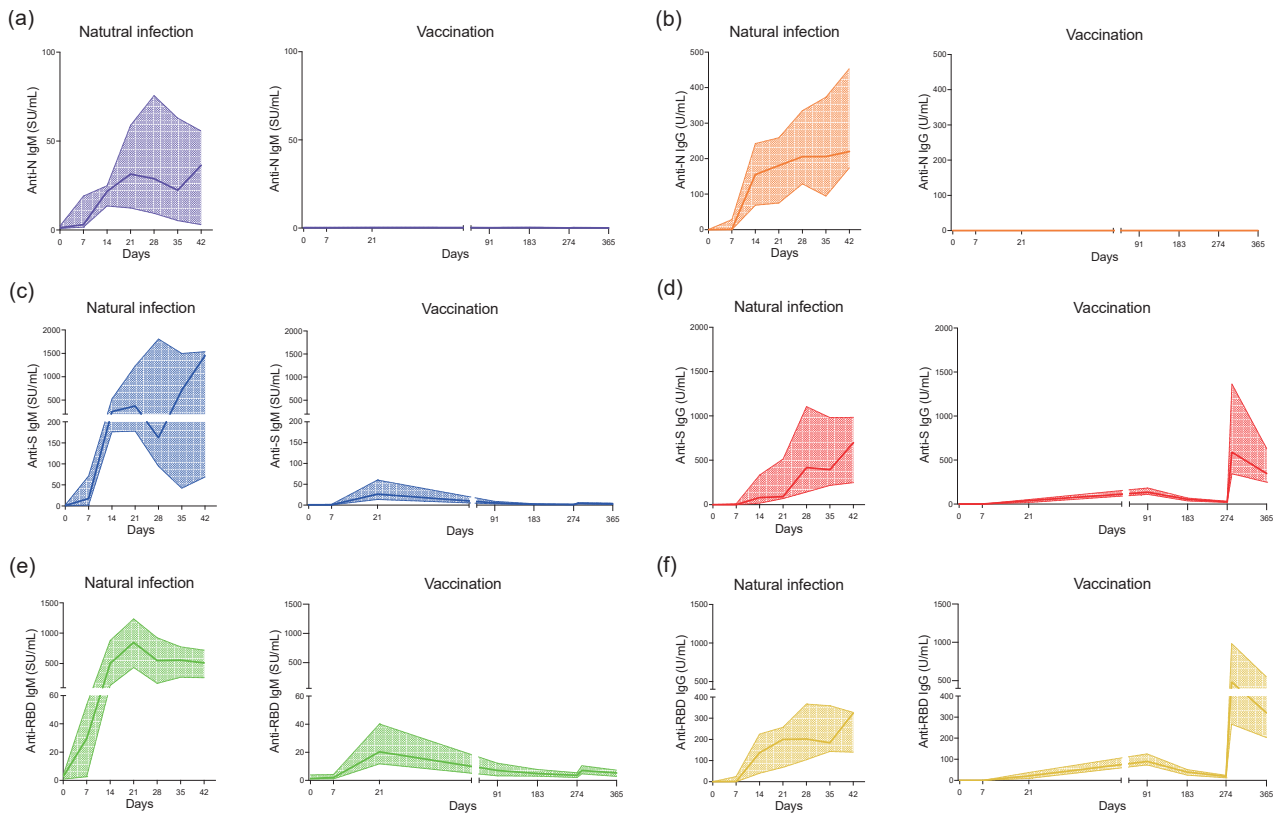 (a)
Natutral infection
Vaccination
Anti-N IgM (SU/mL)
100
50
0
0 7 14 21 28 35 42
Days
Anti-N IgM (SU/mL)
100
50
0
0 7 21 91 183 274 365
Days
(b)
Natural infection
Vaccination
Anti-N IgG (U/mL)
500
400
300
200
100
0
0 7 14 21 28 35 42
Days
Anti-N IgG (U/mL)
500
400
300
200
100
0
0 7 21 91 183 274 365
Days
(c)
Natural infection
Vaccination
Anti-S IgM (SU/mL)
2000
1500
1000
500
200
150
100
50
0
0 7 14 21 28 35 42
Days
Anti-S IgM (SU/mL)
2000
1500
1000
500
200
150
100
50
0
0 7 21 91 183 274 365
Days
(d)
Natural infection
Vaccination
Anti-S IgG (U/mL)
2000
1500
1000
500
0
0 7 14 21 28 35 42
Days
Anti-S IgG (U/mL)
2000
1500
1000
500
0
0 7 21 91 183 274 365
Days
(e)
Natural infection
Vaccination
Anti-RBD IgM (SU/mL)
1500
1000
500
60
40
20
0
0 7 14 21 28 35 42
Days
Anti-RBD IgM (SU/mL)
1500
1000
500
60
40
20
0
0 7 21 91 183 274 365
Days
(f)
Natural infection
Vaccination
Anti-RBD IgG (U/mL)
1500
1000
500
400
300
200
100
0
0 7 14 21 28 35 42
Days
Anti-RBD IgG (U/mL)
1500
1000
500
400
300
200
100
0
0 7 21 91 183 274 365
Days